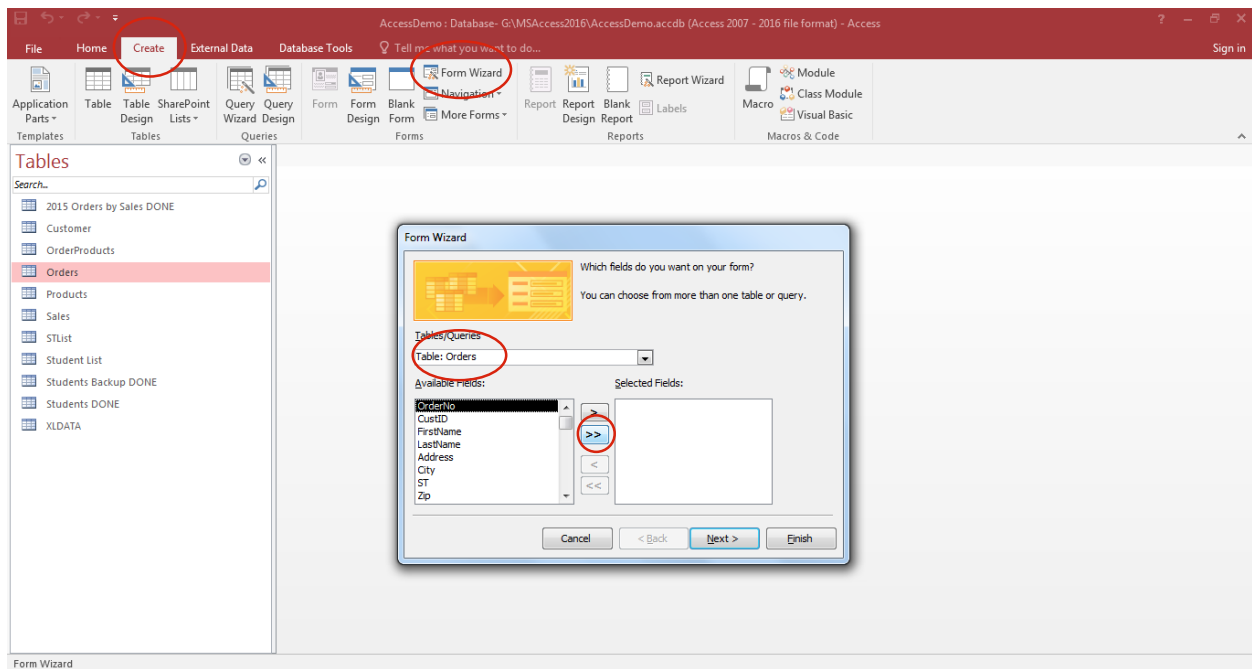 AccessDemo : Database- G:\MSAccess2016\AccessDemo.accdb (Access 2007 - 2016 file format) - Access
?
File Home Create External Data Database Tools Tell me what you want to do... Sign in
Application Parts
Table
Table Design
SharePoint Lists
Query Wizard
Query Design
Form
Form Design
Blank Form
Form Wizard
Navigation
More Forms
Report
Report Design
Blank Report
Report Wizard
Labels
Macro
Module
Class Module
Visual Basic
Templates Tables Queries Forms Reports Macros & Code
Tables
Search...
2015 Orders by Sales DONE
Customer
OrderProducts
Orders
Products
Sales
STList
Student List
Students Backup DONE
Students DONE
XLDATA
Form Wizard
Which fields do you want on your form?
You can choose from more than one table or query.
Tables/Queries
Table: Orders
Available Fields: Selected Fields:
OrderNo
CustID
FirstName
LastName
Address
City
ST
Zip
>
>>
<
<<
Cancel < Back Next > Finish
Form Wizard